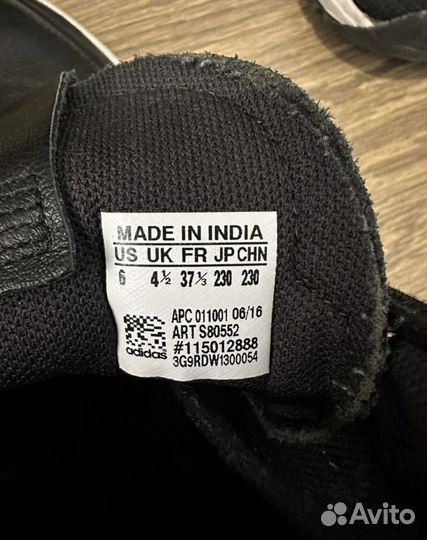 MADE IN INDIA
US UK FR JP CHN
6 4½ 37⅓ 230 230
APC 011001 06/16
ART S80552
#115012888
3G9RDW1300054
adidas
Avito